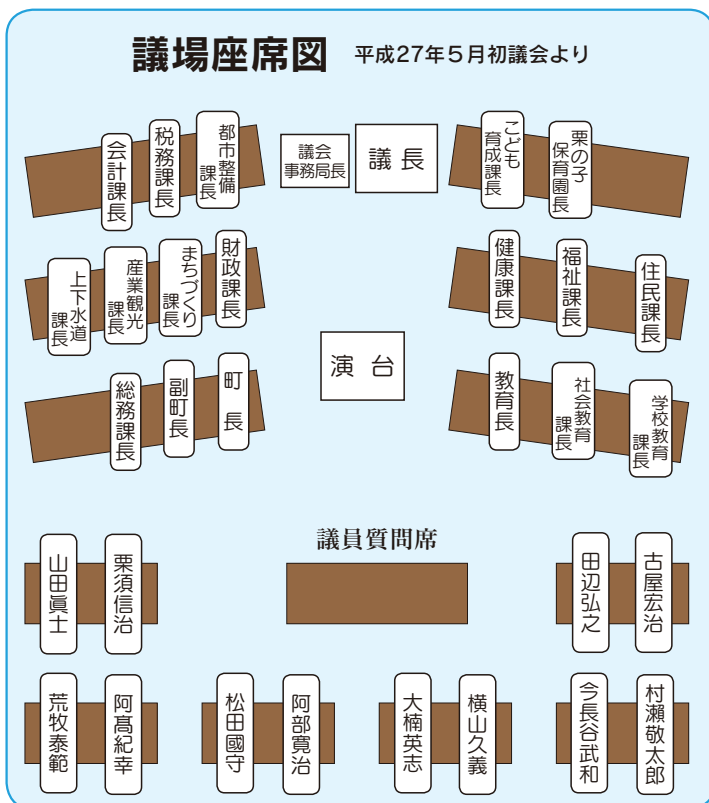 議場座席図 平成27年5月初議会より
会計課長
税務課長
都市整備
課長
議会
事務局長
議長
こども
育成課長
栗の子
保育園長
上下水道
課長
産業観光
課長
まちづくり
課長
財政課長
健康課長
福祉課長
住民課長
演台
総務課長
副町長
町長
教育長
社会教育
課長
学校教育
課長
議員質問席
山田眞士
栗須信治
田辺弘之
古屋宏治
荒牧泰範
阿髙紀幸
松田國守
阿部寛治
大楠英志
横山久義
今長谷武和
村瀬敬太郎